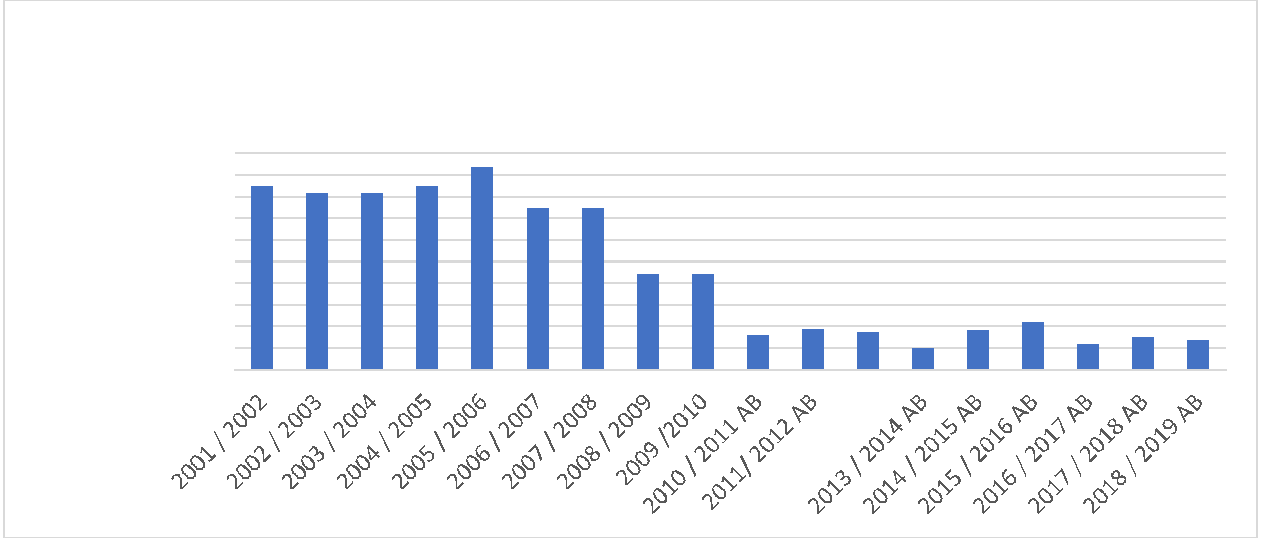 2001 / 2002
2002 / 2003
2003 / 2004
2004 / 2005
2005 / 2006
2006 / 2007
2007 / 2008
2008 / 2009
2009 /2010
2010 / 2011 AB
2011/ 2012 AB
2013 / 2014 AB
2014 / 2015 AB
2015 / 2016 AB
2016 / 2017 AB
2017 / 2018 AB
2018 / 2019 AB